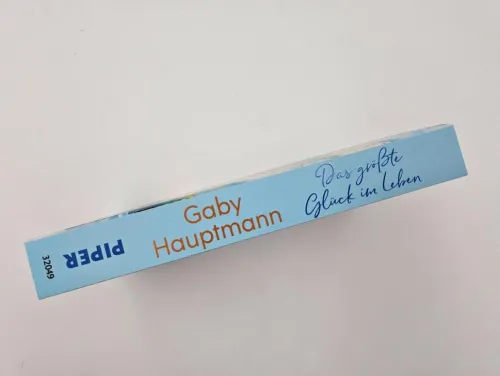 32049
PIPER
Gaby
Hauptmann
Das größte
Glück im Leben